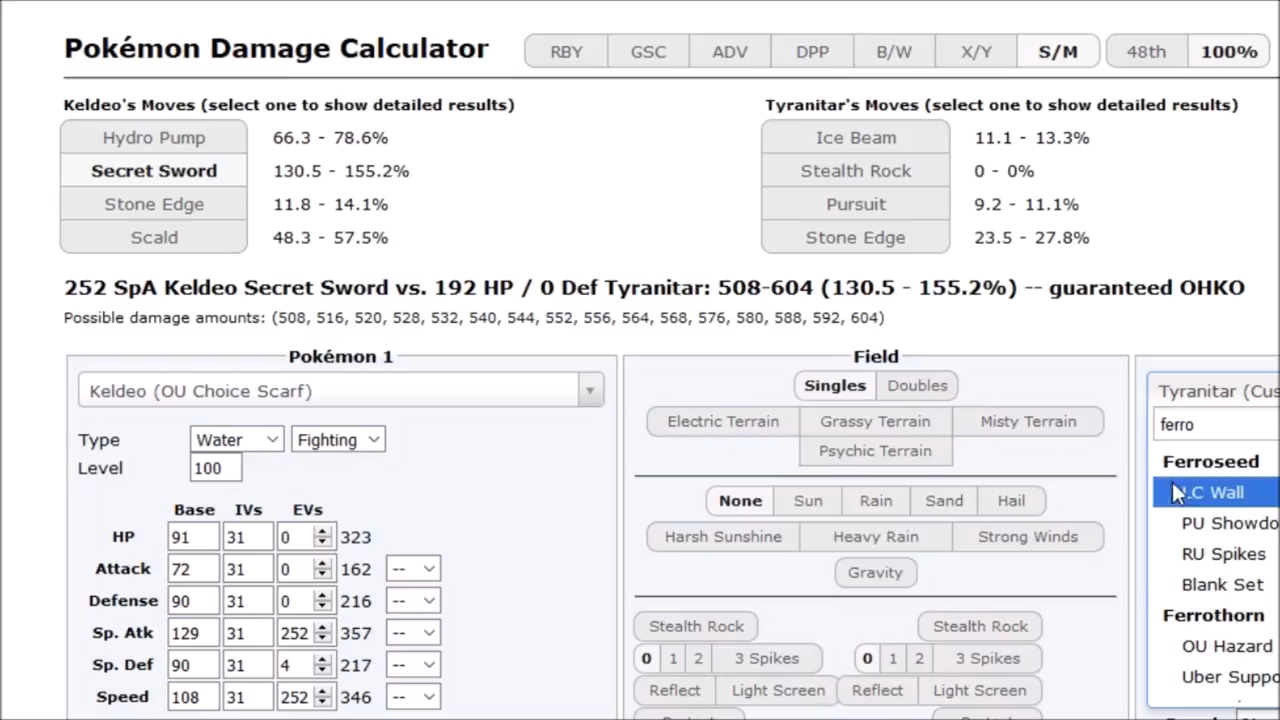 Pokémon Damage Calculator RBY GSC ADV DPP B/W X/Y S/M 48th 100%
Keldeo's Moves (select one to show detailed results) Tyranitar's Moves (select one to show detailed results)
Hydro Pump 66.3 - 78.6% Ice Beam 11.1 - 13.3%
Secret Sword 130.5 - 155.2% Stealth Rock 0 - 0%
Stone Edge 11.8 - 14.1% Pursuit 9.2 - 11.1%
Scald 48.3 - 57.5% Stone Edge 23.5 - 27.8%
252 SpA Keldeo Secret Sword vs. 192 HP / 0 Def Tyranitar: 508-604 (130.5 - 155.2%) -- guaranteed OHKO
Possible damage amounts: (508, 516, 520, 528, 532, 540, 544, 552, 556, 564, 568, 576, 580, 588, 592, 604)
Pokémon 1
Keldeo (OU Choice Scarf)
Type Water Fighting
Level 100
Base IVs EVs
HP 91 31 0 323
Attack 72 31 0 162 --
Defense 90 31 0 216 --
Sp. Atk 129 31 252 357 --
Sp. Def 90 31 4 217 --
Speed 108 31 252 346 --
Field
Singles Doubles
Electric Terrain Grassy Terrain Misty Terrain
Psychic Terrain
None Sun Rain Sand Hail
Harsh Sunshine Heavy Rain Strong Winds
Gravity
Stealth Rock Stealth Rock
0 1 2 3 Spikes 0 1 2 3 Spikes
Reflect Light Screen Reflect Light Screen
Tyranitar (Cus
ferro
Ferroseed
LC Wall
PU Showdo
RU Spikes
Blank Set
Ferrothorn
OU Hazard
Uber Suppo